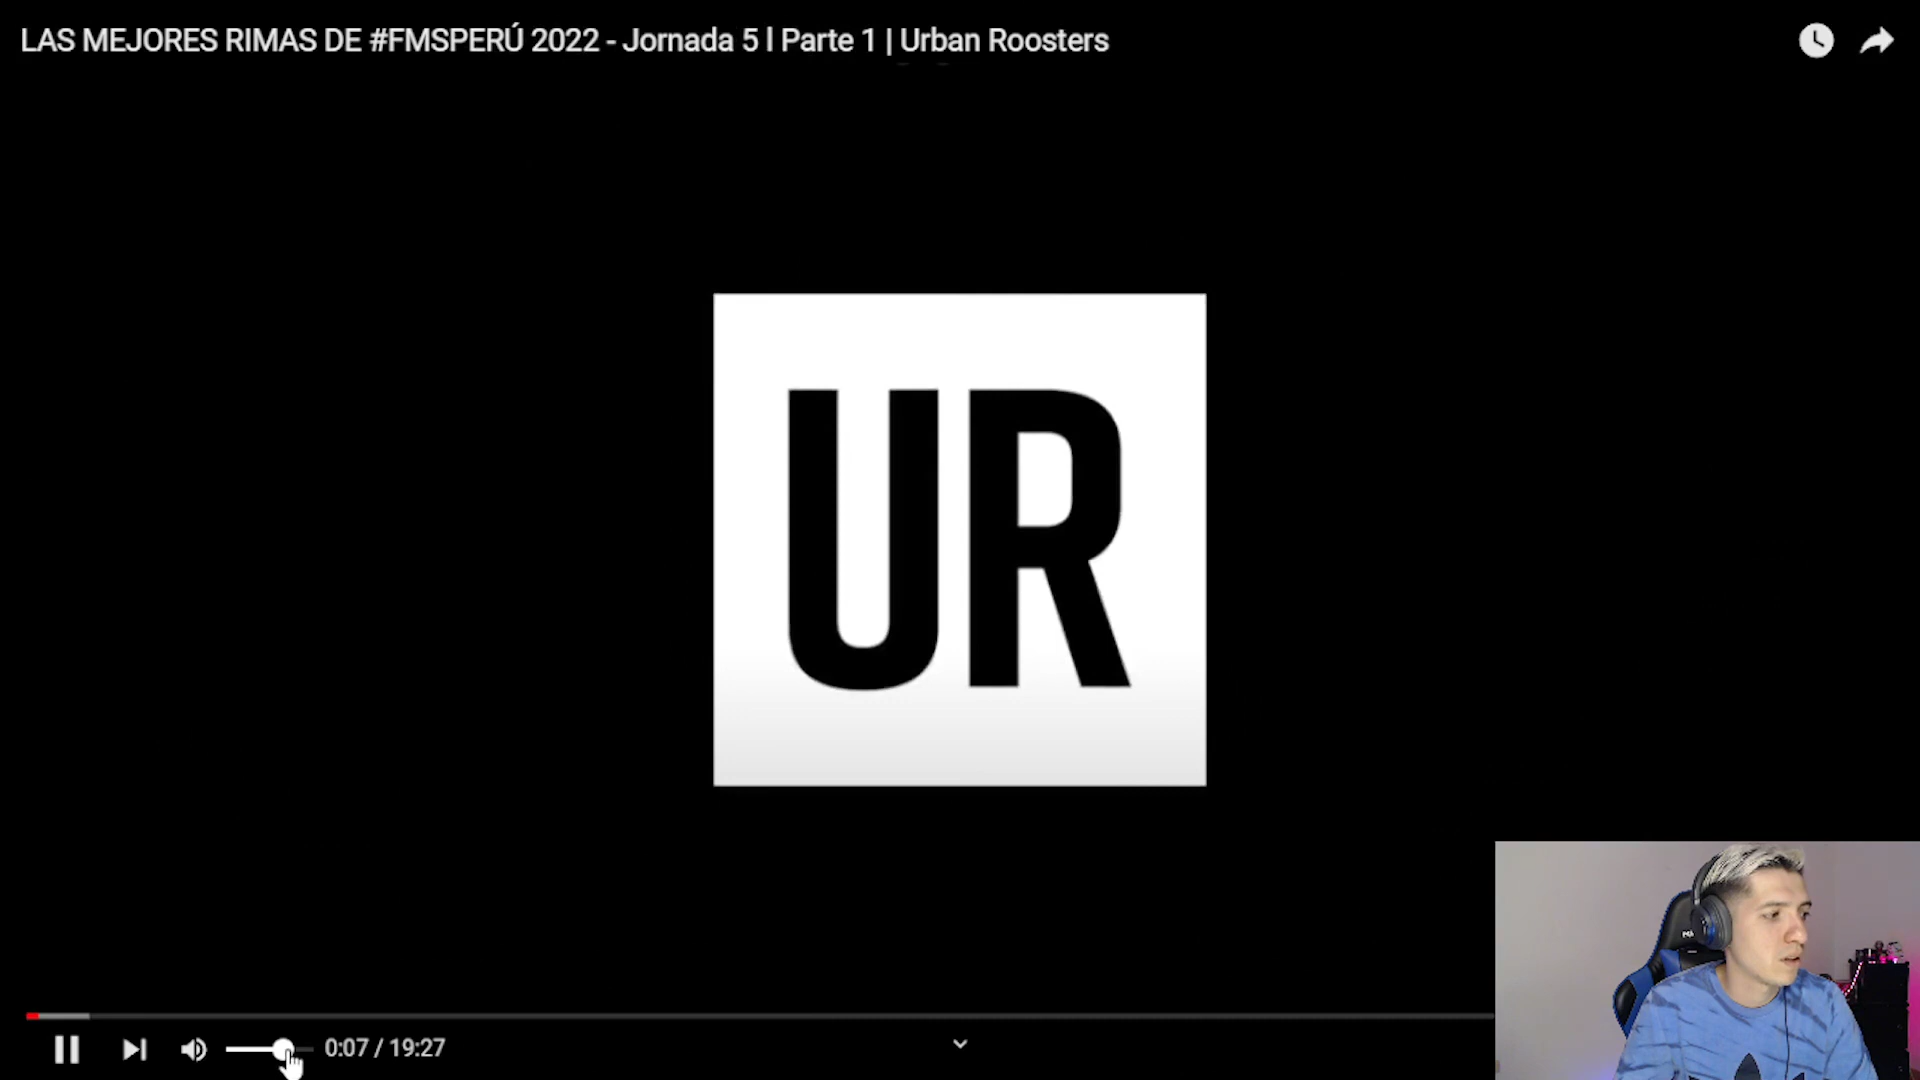 LAS MEJORES RIMAS DE #FMSPERÚ 2022 - Jornada 5 l Parte 1 | Urban Roosters
UR
0:07 / 19:27